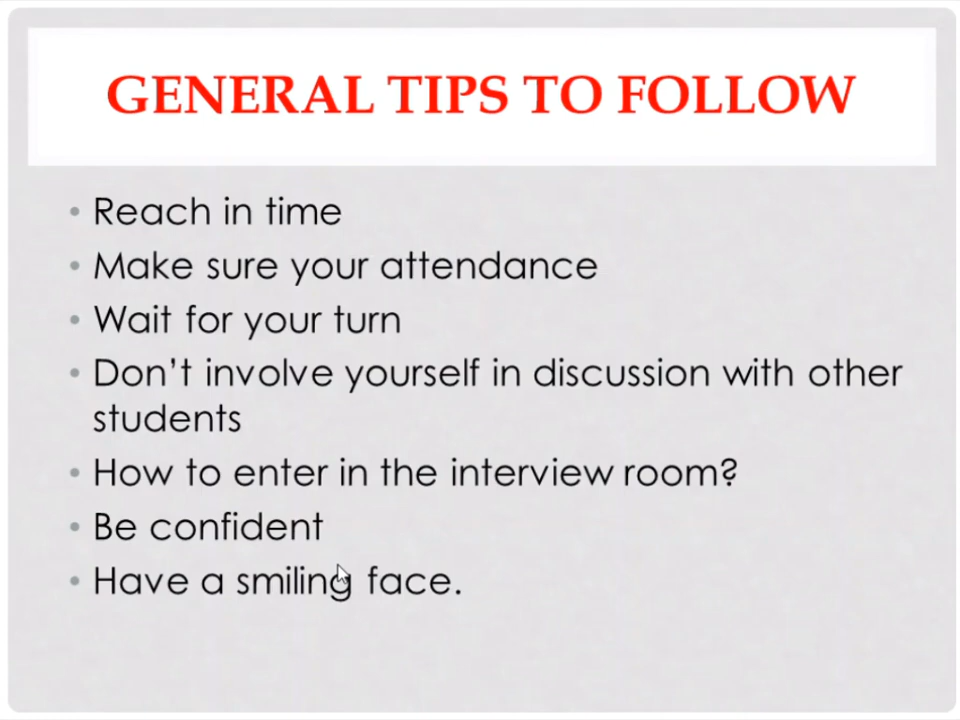 GENERAL TIPS TO FOLLOW
• Reach in time
• Make sure your attendance
• Wait for your turn
• Don’t involve yourself in discussion with other
students
• How to enter in the interview room?
• Be confident
• Have a smiling face.